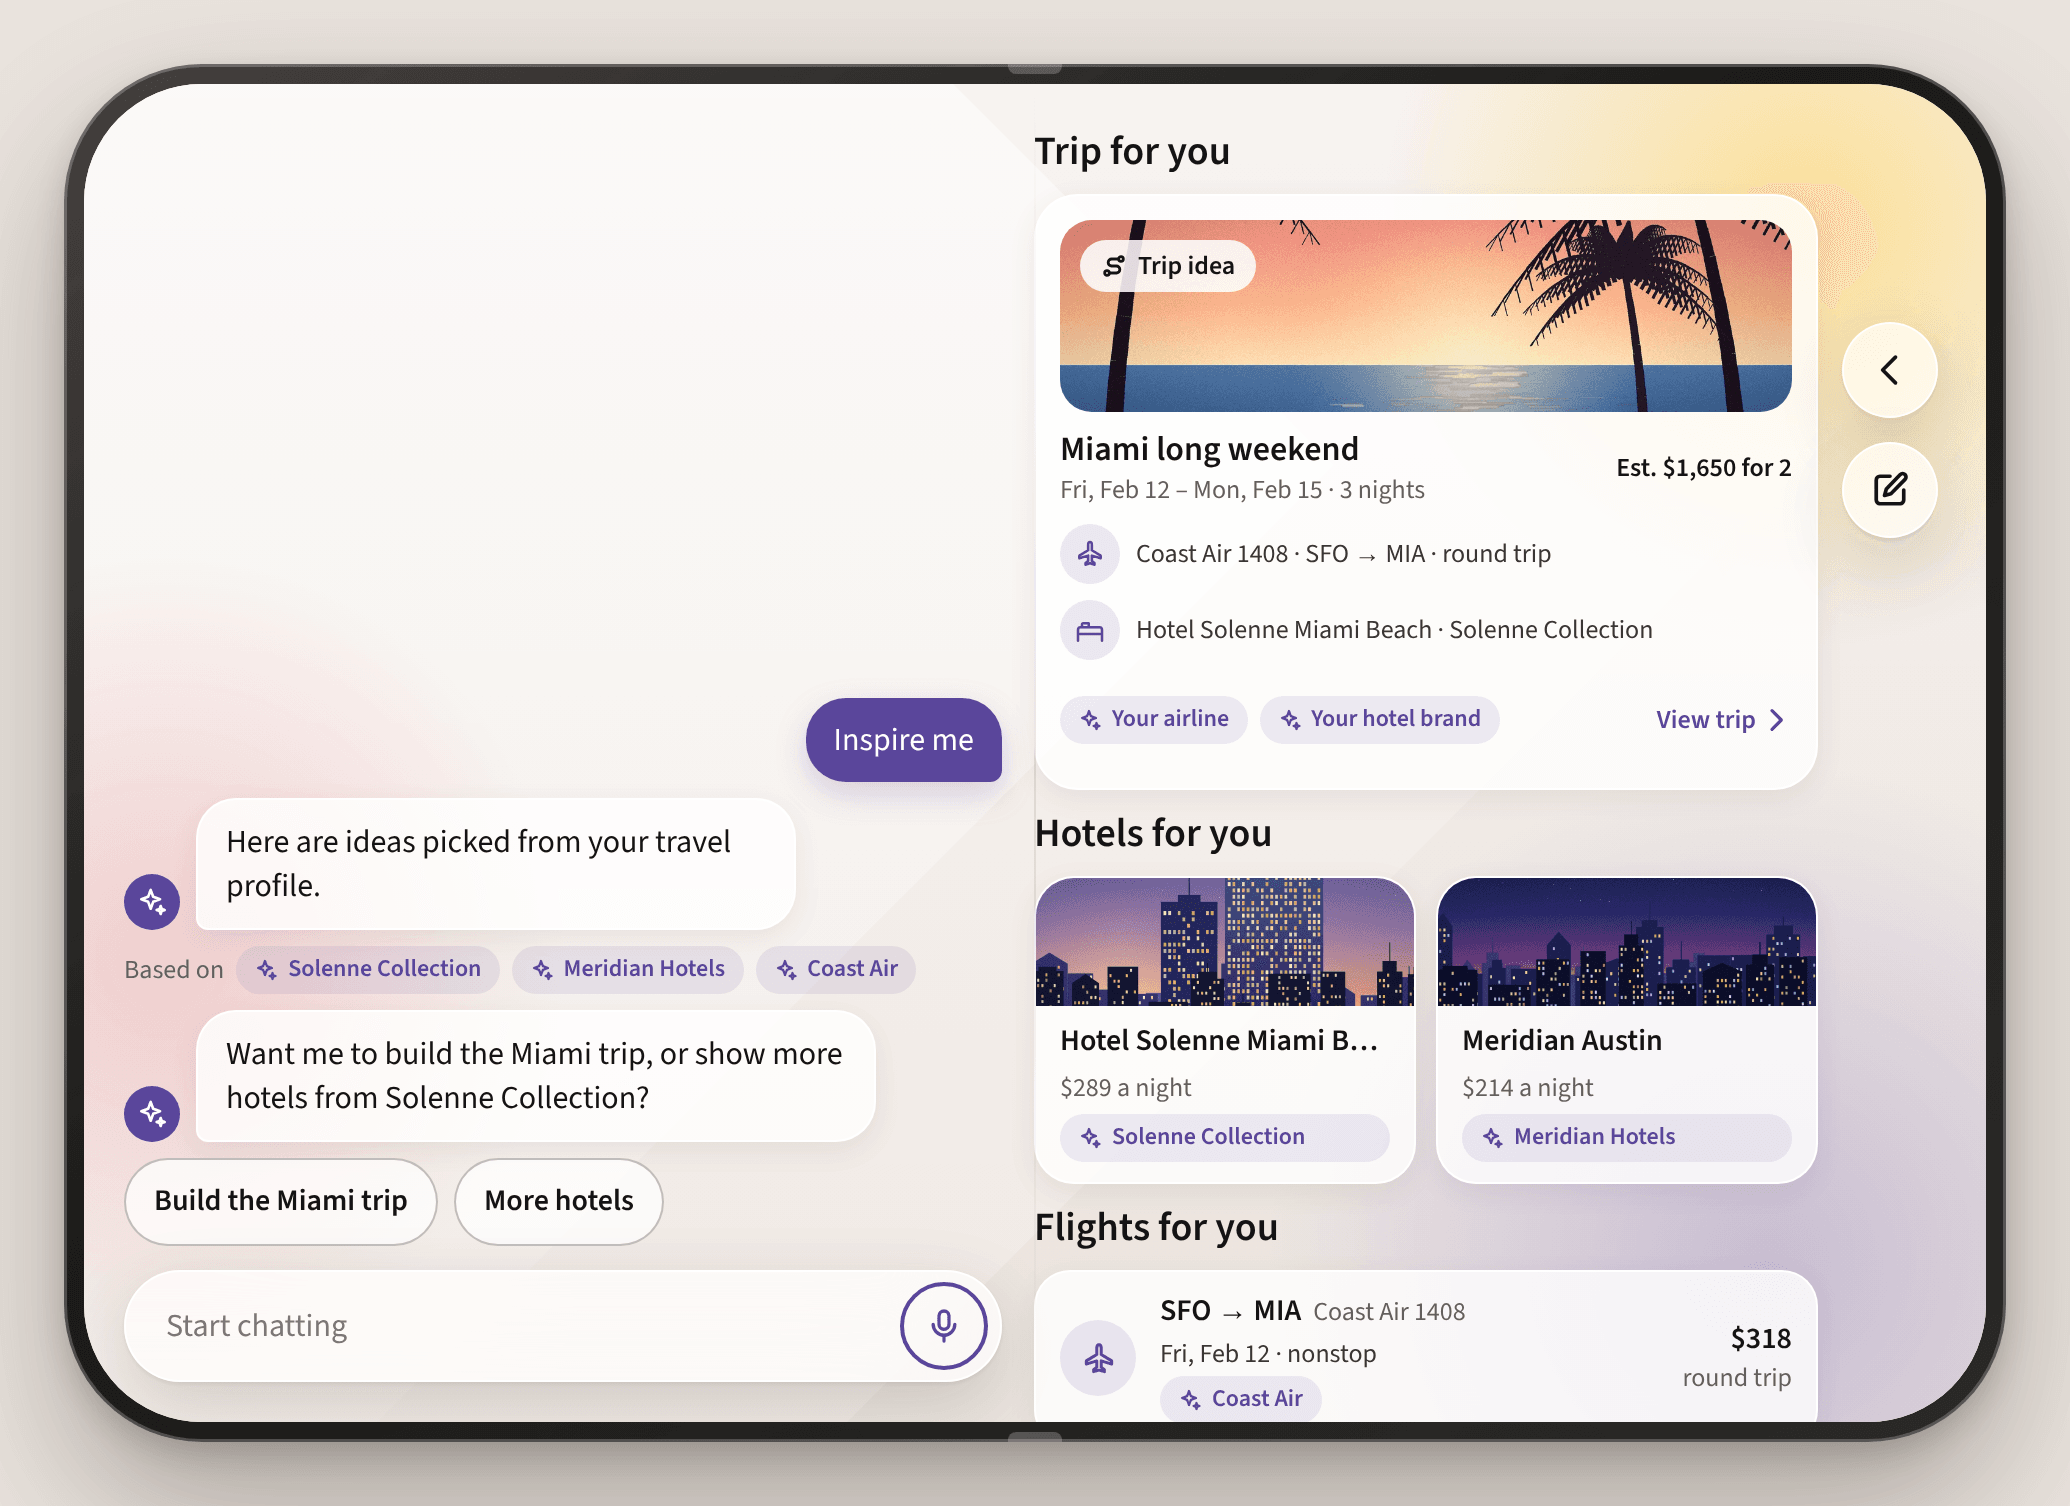 Inspire me
Here are ideas picked from your travel
profile.
Based on Solenne Collection Meridian Hotels Coast Air
Want me to build the Miami trip, or show more
hotels from Solenne Collection?
Build the Miami trip More hotels
Start chatting
Trip for you
Trip idea
Miami long weekend
Fri, Feb 12 – Mon, Feb 15 · 3 nights
Est. $1,650 for 2
Coast Air 1408 · SFO → MIA · round trip
Hotel Solenne Miami Beach · Solenne Collection
Your airline Your hotel brand View trip
Hotels for you
Hotel Solenne Miami B...
$289 a night
Solenne Collection
Meridian Austin
$214 a night
Meridian Hotels
Flights for you
SFO → MIA Coast Air 1408
Fri, Feb 12 · nonstop
Coast Air
$318
round trip